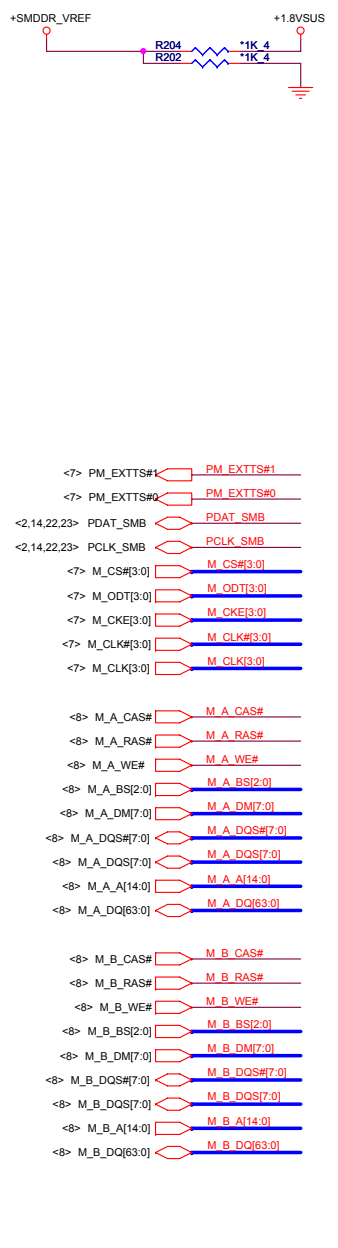 +SMDDR_VREF +1.8VSUS
R204 *1K_4
R202 *1K_4
<7> PM_EXTTS#1 PM_EXTTS#1
<7> PM_EXTTS#0 PM_EXTTS#0
<2,14,22,23> PDAT_SMB PDAT_SMB
<2,14,22,23> PCLK_SMB PCLK_SMB
<7> M_CS#[3:0] M_CS#[3:0]
<7> M_ODT[3:0] M_ODT[3:0]
<7> M_CKE[3:0] M_CKE[3:0]
<7> M_CLK#[3:0] M_CLK#[3:0]
<7> M_CLK[3:0] M_CLK[3:0]
<8> M_A_CAS# M_A_CAS#
<8> M_A_RAS# M_A_RAS#
<8> M_A_WE# M_A_WE#
<8> M_A_BS[2:0] M_A_BS[2:0]
<8> M_A_DM[7:0] M_A_DM[7:0]
<8> M_A_DQS#[7:0] M_A_DQS#[7:0]
<8> M_A_DQS[7:0] M_A_DQS[7:0]
<8> M_A_A[14:0] M_A_A[14:0]
<8> M_A_DQ[63:0] M_A_DQ[63:0]
<8> M_B_CAS# M_B_CAS#
<8> M_B_RAS# M_B_RAS#
<8> M_B_WE# M_B_WE#
<8> M_B_BS[2:0] M_B_BS[2:0]
<8> M_B_DM[7:0] M_B_DM[7:0]
<8> M_B_DQS#[7:0] M_B_DQS#[7:0]
<8> M_B_DQS[7:0] M_B_DQS[7:0]
<8> M_B_A[14:0] M_B_A[14:0]
<8> M_B_DQ[63:0] M_B_DQ[63:0]